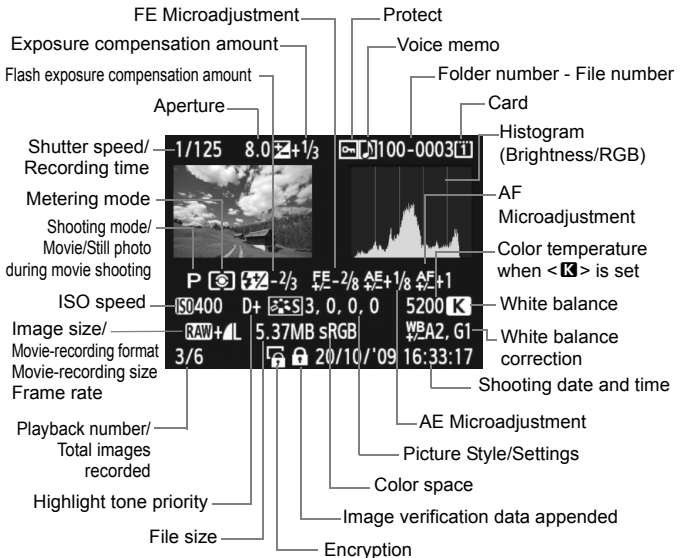 FE Microadjustment
Protect
Exposure compensation amount
Voice memo
Flash exposure compensation amount
Folder number - File number
Aperture
Card
Shutter speed/
Recording time
Histogram
(Brightness/RGB)
Metering mode
AF
Microadjustment
Shooting mode/
Movie/Still photo
during movie shooting
Color temperature
when <K> is set
ISO speed
White balance
Image size/
Movie-recording format
Movie-recording size
Frame rate
White balance
correction
Shooting date and time
Playback number/
Total images
recorded
AE Microadjustment
Picture Style/Settings
Highlight tone priority
Color space
File size
Image verification data appended
Encryption
1/125 8.0 +1/3 100-0003
P -2/3 FE-2/8 AE+1/8 AF+1
ISO 400 D+ S 3, 0, 0, 0 5200 K
RAW+L 5.37MB sRGB WB A2, G1
3/6 20/10/'09 16:33:17